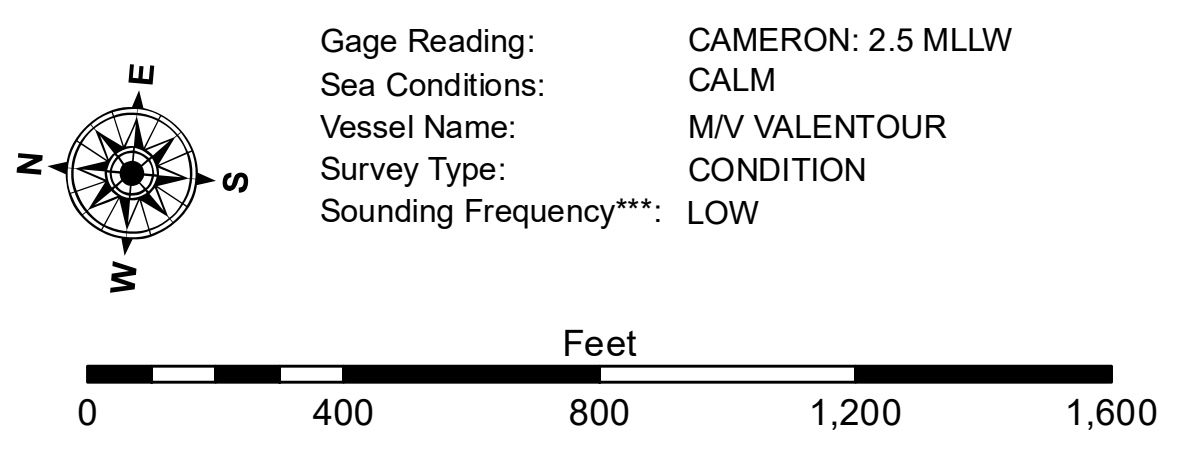 E
N
S
W
Gage Reading: CAMERON: 2.5 MLLW
Sea Conditions: CALM
Vessel Name: M/V VALENTOUR
Survey Type: CONDITION
Sounding Frequency***: LOW
Feet
0 400 800 1,200 1,600